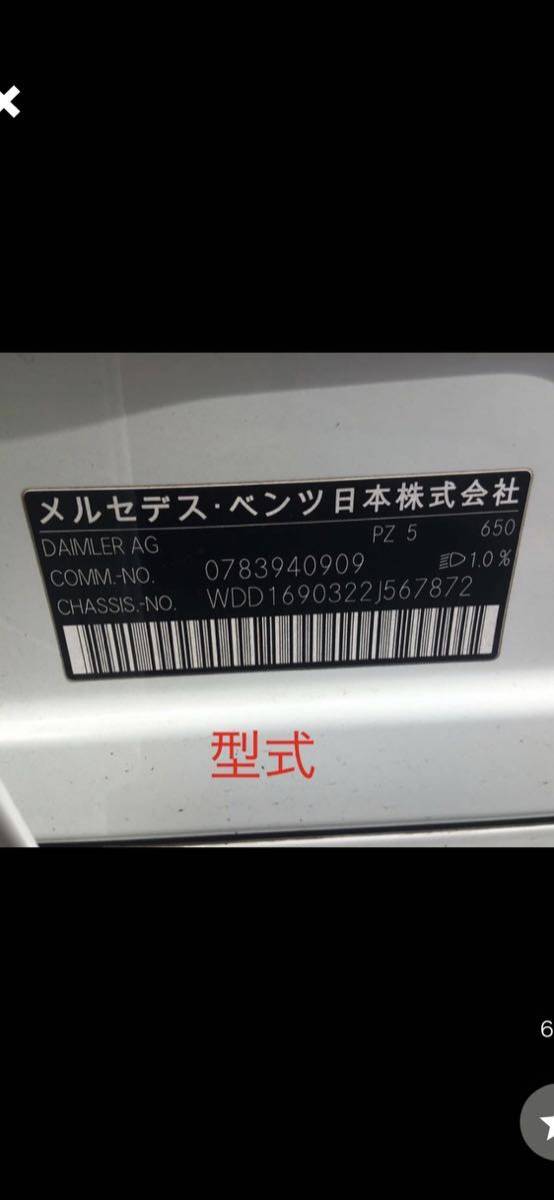 メルセデス・ベンツ日本株式会社
DAIMLER AG PZ 5 650
COMM.-NO. 0783940909 1.0%
CHASSIS.-NO. WDD1690322J567872
型式
6